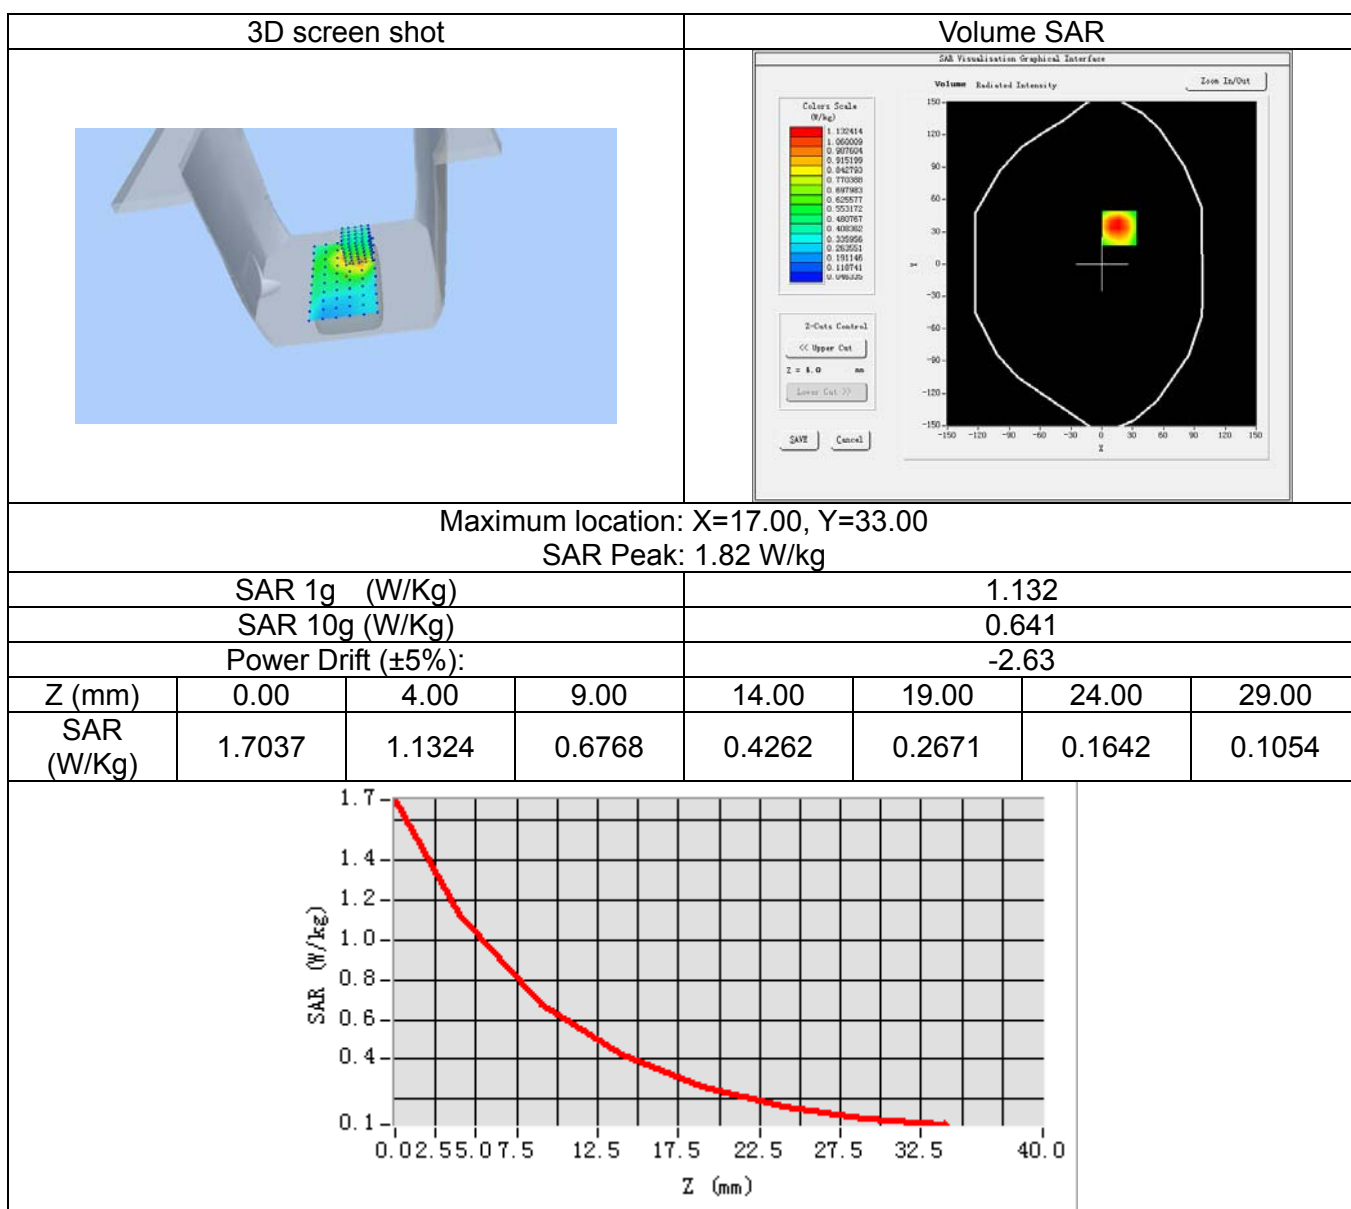 3D screen shot
Volume SAR
SAR Visualisation Graphical Interface
Volume Radiated Intensity
Zoom In/Out
Colors Scale
(W/kg)
1.132414
1.060009
0.987604
0.915199
0.842793
0.770388
0.697983
0.625577
0.553172
0.480767
0.408362
0.335956
0.263551
0.191146
0.118741
0.046335
Z-Cuts Control
<< Upper Cut
Z = 4.0 mm
Lower Cut >>
SAVE Cancel
150
120
90
60
30
0
-30
-60
-90
-120
-150
Y
-150 -120 -90 -60 -30 0 30 60 90 120 150
X
Maximum location: X=17.00, Y=33.00
SAR Peak: 1.82 W/kg
SAR 1g (W/Kg) 1.132
SAR 10g (W/Kg) 0.641
Power Drift (±5%): -2.63
Z (mm) 0.00 4.00 9.00 14.00 19.00 24.00 29.00
SAR (W/Kg) 1.7037 1.1324 0.6768 0.4262 0.2671 0.1642 0.1054
1.7
1.4
1.2
1.0
0.8
0.6
0.4
0.1
SAR (W/kg)
0.0 2.5 5.0 7.5 12.5 17.5 22.5 27.5 32.5 40.0
Z (mm)